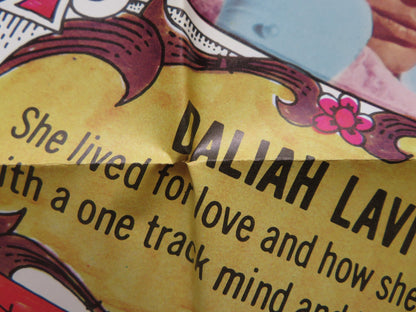 DALIAH LAVI
She lived for love and how she
with a one track mind and